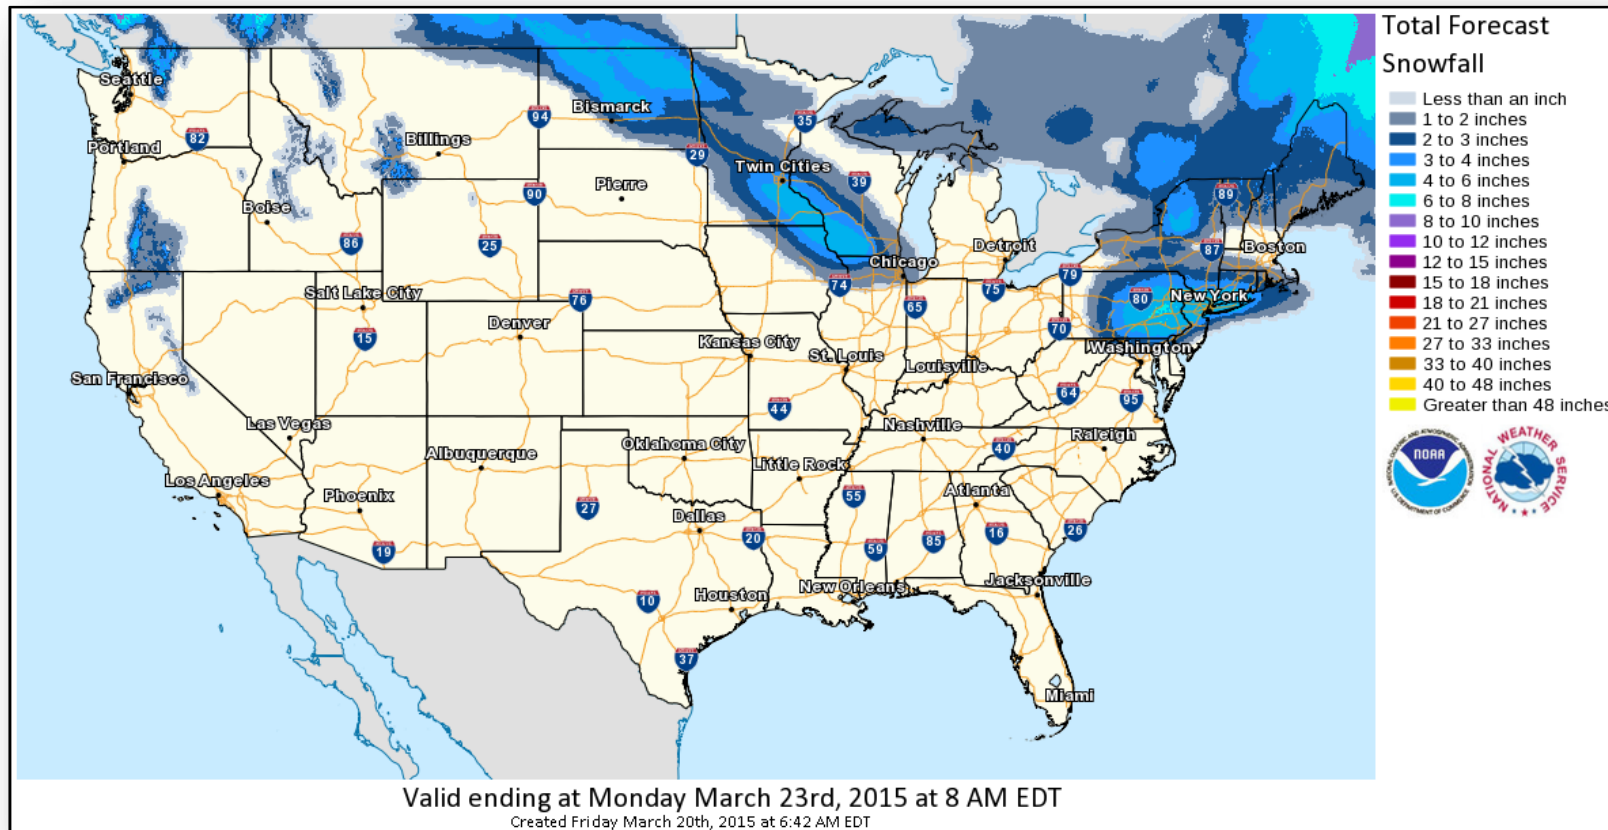 Total Forecast
Snowfall
Less than an inch
1 to 2 inches
2 to 3 inches
3 to 4 inches
4 to 6 inches
6 to 8 inches
8 to 10 inches
10 to 12 inches
12 to 15 inches
15 to 18 inches
18 to 21 inches
21 to 27 inches
27 to 33 inches
33 to 40 inches
40 to 48 inches
Greater than 48 inches
NOAA
NATIONAL OCEANIC AND ATMOSPHERIC ADMINISTRATION
U.S. DEPARTMENT OF COMMERCE
NATIONAL WEATHER SERVICE
Seattle
82
Portland
Billings
94
Bismarck
35
29
Twin Cities
39
89
Boise
86
25
90
Pierre
Detroit
87
Boston
Chicago
79
74
75
65
80
New York
Salt Lake City
76
15
Denver
70
Kansas City
St. Louis
Louisville
Washington
San Francisco
64
95
44
Las Vegas
Nashville
40
Raleigh
Albuquerque
Oklahoma City
Little Rock
Los Angeles
Phoenix
27
55
Atlanta
Dallas
20
59
85
16
26
19
10
Houston
New Orleans
Jacksonville
37
Miami
Valid ending at Monday March 23rd, 2015 at 8 AM EDT
Created Friday March 20th, 2015 at 6:42 AM EDT